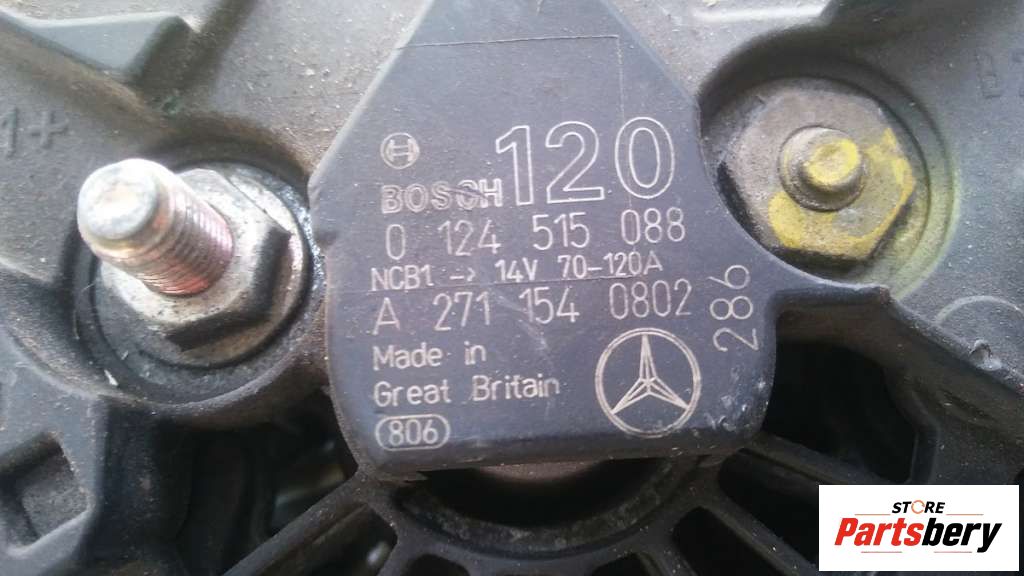 1+
BOSCH 120
0 124 515 088
NCB1 -> 14V 70-120A
A 271 154 0802
286
Made in
Great Britain
806
STORE
Partsbery